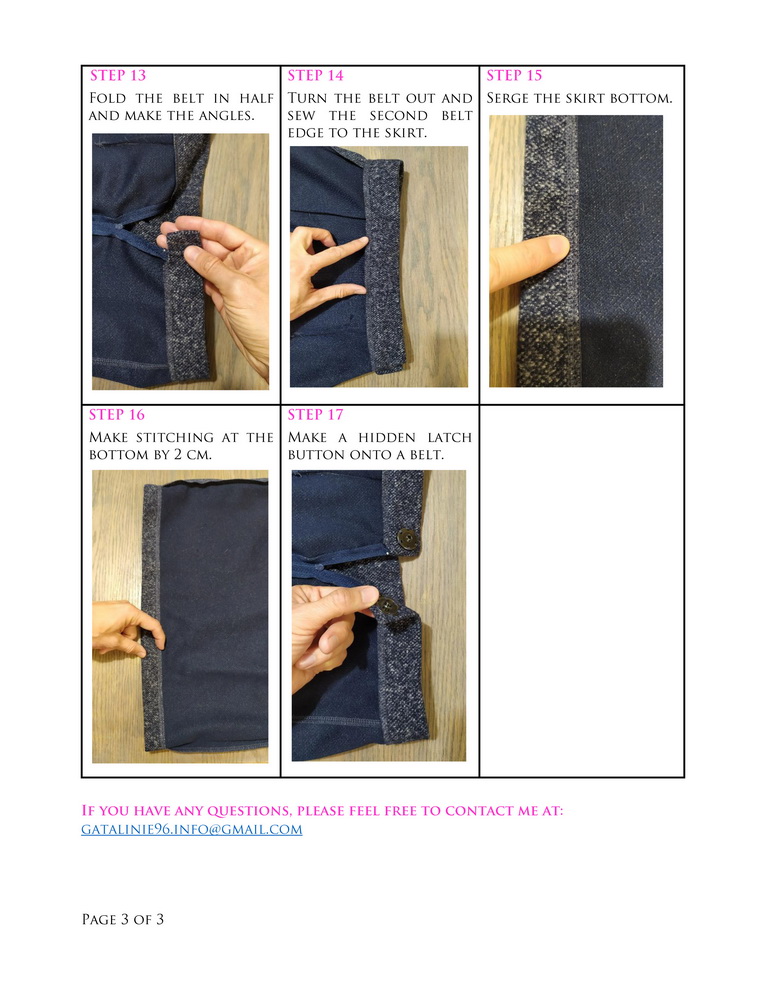 STEP 13
FOLD THE BELT IN HALF
AND MAKE THE ANGLES.
STEP 14
TURN THE BELT OUT AND
SEW THE SECOND BELT
EDGE TO THE SKIRT.
STEP 15
SERGE THE SKIRT BOTTOM.
STEP 16
MAKE STITCHING AT THE
BOTTOM BY 2 CM.
STEP 17
MAKE A HIDDEN LATCH
BUTTON ONTO A BELT.
IF YOU HAVE ANY QUESTIONS, PLEASE FEEL FREE TO CONTACT ME AT:
GATALINIE96.INFO@GMAIL.COM
PAGE 3 OF 3